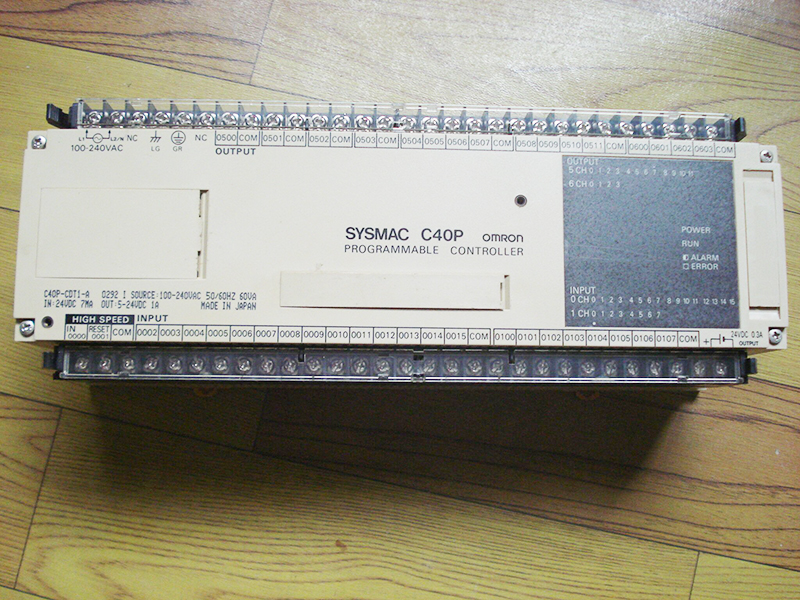 L1 L2/N NC NC 0500 COM 0501 COM 0502 COM 0503 COM 0504 0505 COM 0506 0507 COM 0508 0509 0510 0511 COM 0600 0601 0602 0603 COM
100-240VAC LG GR OUTPUT
OUTPUT
5CH 0 1 2 3 4 5 6 7 8 9 10 11
6CH 0 1 2 3
SYSMAC C40P omron
PROGRAMMABLE CONTROLLER
POWER
RUN
ALARM
ERROR
C40P-CDT1-A 0292 I SOURCE:100-240VAC 50/60HZ 60VA
IN:24VDC 7MA OUT:5-24VDC 1A MADE IN JAPAN
INPUT
0CH 0 1 2 3 4 5 6 7 8 9 10 11 12 13 14 15
1CH 0 1 2 3 4 5 6 7
HIGH SPEED INPUT
IN 0000 RESET 0001 COM 0002 0003 0004 0005 0006 0007 0008 0009 0010 0011 0012 0013 0014 0015 COM 0100 0101 0102 0103 0104 0105 0106 0107 COM
24VDC 0.3A
+ - OUTPUT